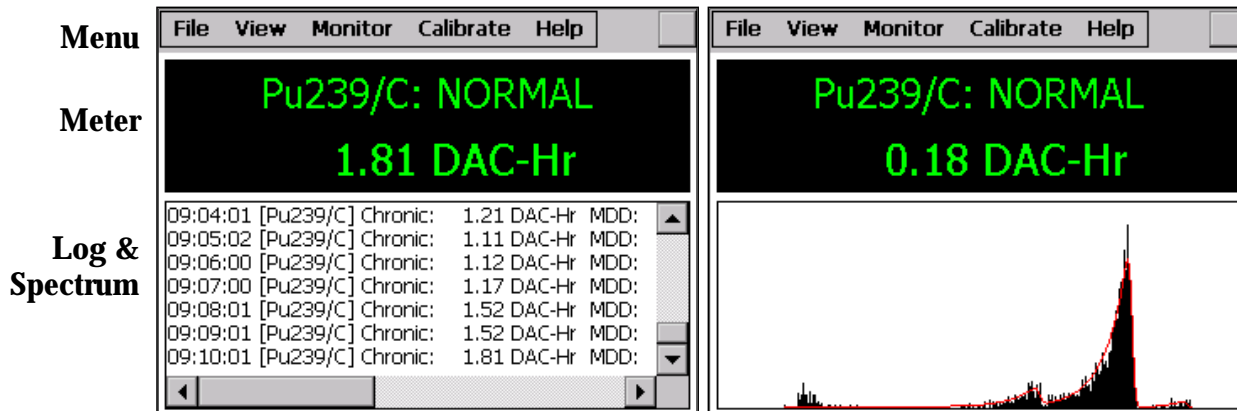 Menu
File View Monitor Calibrate Help
Meter
Pu239/C: NORMAL
1.81 DAC-Hr
Log &
Spectrum
09:04:01 [Pu239/C] Chronic: 1.21 DAC-Hr MDD:
09:05:02 [Pu239/C] Chronic: 1.11 DAC-Hr MDD:
09:06:00 [Pu239/C] Chronic: 1.12 DAC-Hr MDD:
09:07:00 [Pu239/C] Chronic: 1.17 DAC-Hr MDD:
09:08:01 [Pu239/C] Chronic: 1.52 DAC-Hr MDD:
09:09:01 [Pu239/C] Chronic: 1.52 DAC-Hr MDD:
09:10:01 [Pu239/C] Chronic: 1.81 DAC-Hr MDD:
File View Monitor Calibrate Help
Pu239/C: NORMAL
0.18 DAC-Hr